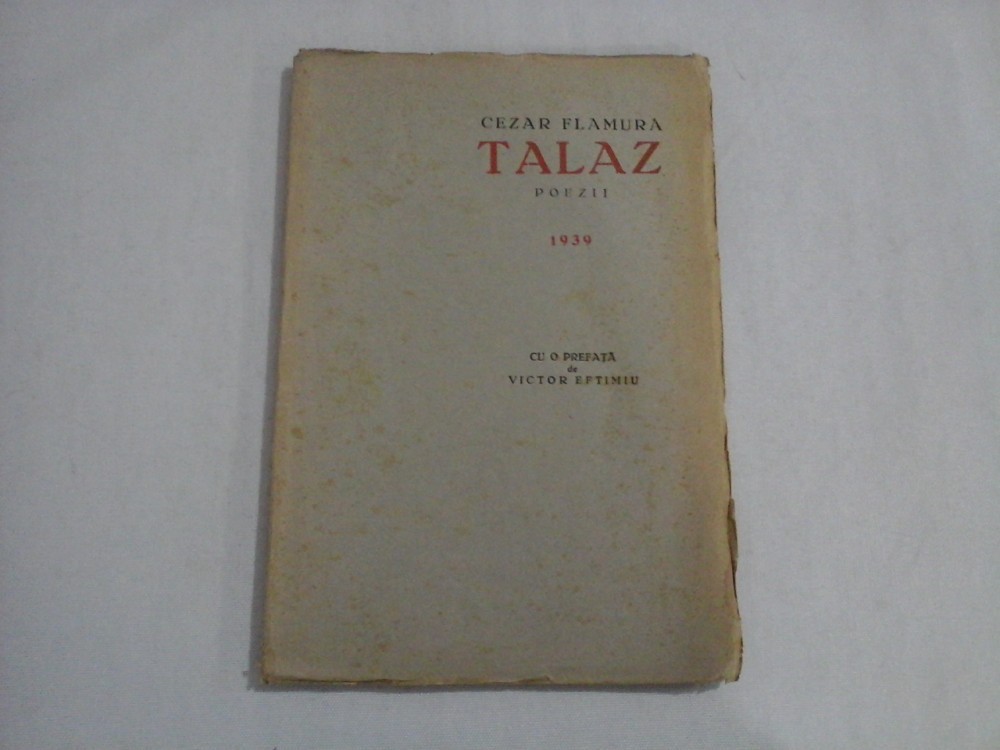 CEZAR FLAMURA
TALAZ
POEZII
1939
CU O PREFAȚĂ
de
VICTOR EFTIMIU